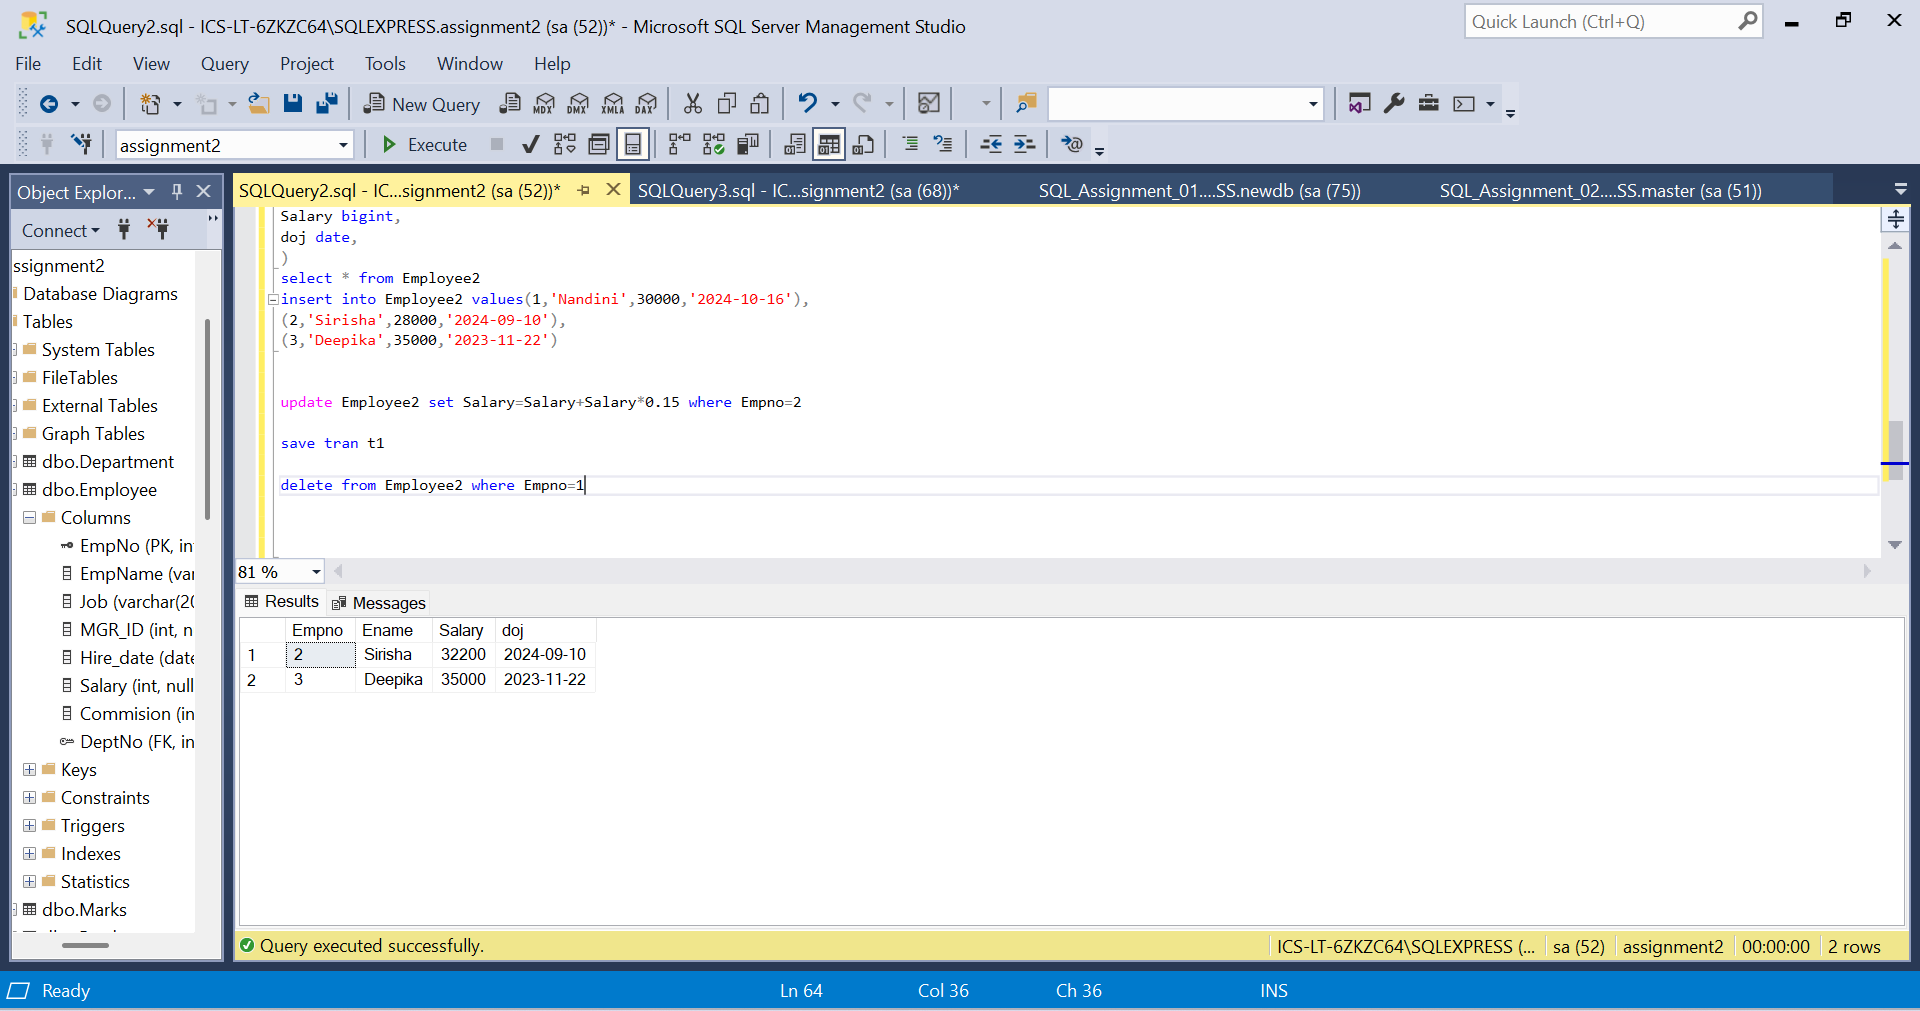 SQLQuery2.sql - ICS-LT-6ZKZC64\SQLEXPRESS.assignment2 (sa (52))* - Microsoft SQL Server Management Studio
Quick Launch (Ctrl+Q)
File Edit View Query Project Tools Window Help
New Query MDX DMX XMLA DAX
assignment2 Execute
Object Explor...
SQLQuery2.sql - IC...signment2 (sa (52))* SQLQuery3.sql - IC...signment2 (sa (68))* SQL_Assignment_01....SS.newdb (sa (75)) SQL_Assignment_02....SS.master (sa (51))
Connect
ssignment2
Database Diagrams
Tables
System Tables
FileTables
External Tables
Graph Tables
dbo.Department
dbo.Employee
Columns
EmpNo (PK, in
EmpName (var
Job (varchar(20
MGR_ID (int, n
Hire_date (date
Salary (int, null
Commision (in
DeptNo (FK, in
Keys
Constraints
Triggers
Indexes
Statistics
dbo.Marks
Salary bigint,
doj date,
)
select * from Employee2
insert into Employee2 values(1,'Nandini',30000,'2024-10-16'),
(2,'Sirisha',28000,'2024-09-10'),
(3,'Deepika',35000,'2023-11-22')
update Employee2 set Salary=Salary+Salary*0.15 where Empno=2
save tran t1
delete from Employee2 where Empno=1
81 %
Results Messages
Empno Ename Salary doj
1 2 Sirisha 32200 2024-09-10
2 3 Deepika 35000 2023-11-22
Query executed successfully. ICS-LT-6ZKZC64\SQLEXPRESS (... sa (52) assignment2 00:00:00 2 rows
Ready Ln 64 Col 36 Ch 36 INS